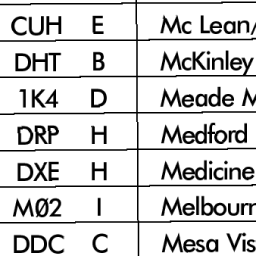 CUH E Mc Lean/
DHT B McKinley
1K4 D Meade M
DRP H Medford
DXE H Medicine
MØ2 I Melbourn
DDC C Mesa Vis